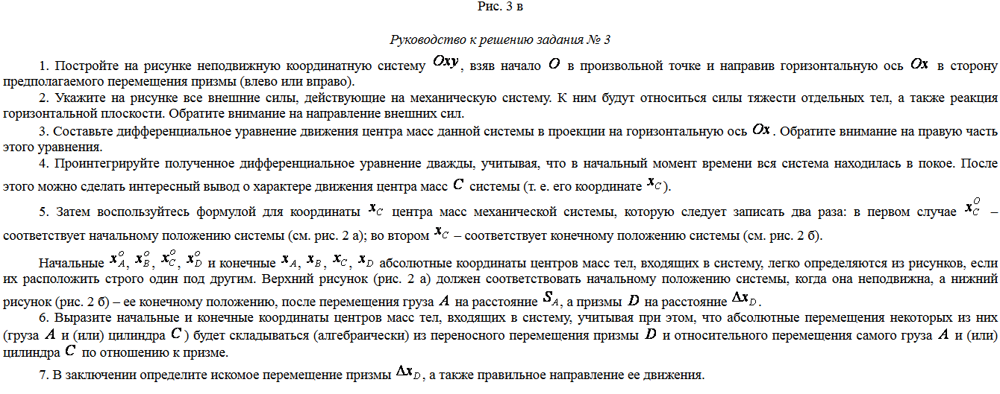 Рис. 3 в
Руководство к решению задания № 3
1. Постройте на рисунке неподвижную координатную систему Oxy, взяв начало O в произвольной точке и направив горизонтальную ось Ox в сторону
предполагаемого перемещения призмы (влево или вправо).
2. Укажите на рисунке все внешние силы, действующие на механическую систему. К ним будут относиться силы тяжести отдельных тел, а также реакция
горизонтальной плоскости. Обратите внимание на направление внешних сил.
3. Составьте дифференциальное уравнение движения центра масс данной системы в проекции на горизонтальную ось Ox. Обратите внимание на правую часть
этого уравнения.
4. Проинтегрируйте полученное дифференциальное уравнение дважды, учитывая, что в начальный момент времени вся система находилась в покое. После
этого можно сделать интересный вывод о характере движения центра масс C системы (т. е. его координате x_C).
5. Затем воспользуйтесь формулой для координаты x_C центра масс механической системы, которую следует записать два раза: в первом случае x_C^O –
соответствует начальному положению системы (см. рис. 2 а); во втором x_C – соответствует конечному положению системы (см. рис. 2 б).
Начальные x_A^O, x_B^O, x_C^O, x_D^O и конечные x_A, x_B, x_C, x_D абсолютные координаты центров масс тел, входящих в систему, легко определяются из рисунков, если
их расположить строго один под другим. Верхний рисунок (рис. 2 а) должен соответствовать начальному положению системы, когда она неподвижна, а нижний
рисунок (рис. 2 б) – ее конечному положению, после перемещения груза A на расстояние S_A, а призмы D на расстояние Δx_D.
6. Выразите начальные и конечные координаты центров масс тел, входящих в систему, учитывая при этом, что абсолютные перемещения некоторых из них
(груза A и (или) цилиндра C) будет складываться (алгебраически) из переносного перемещения призмы D и относительного перемещения самого груза A и (или)
цилиндра C по отношению к призме.
7. В заключении определите искомое перемещение призмы Δx_D, а также правильное направление ее движения.